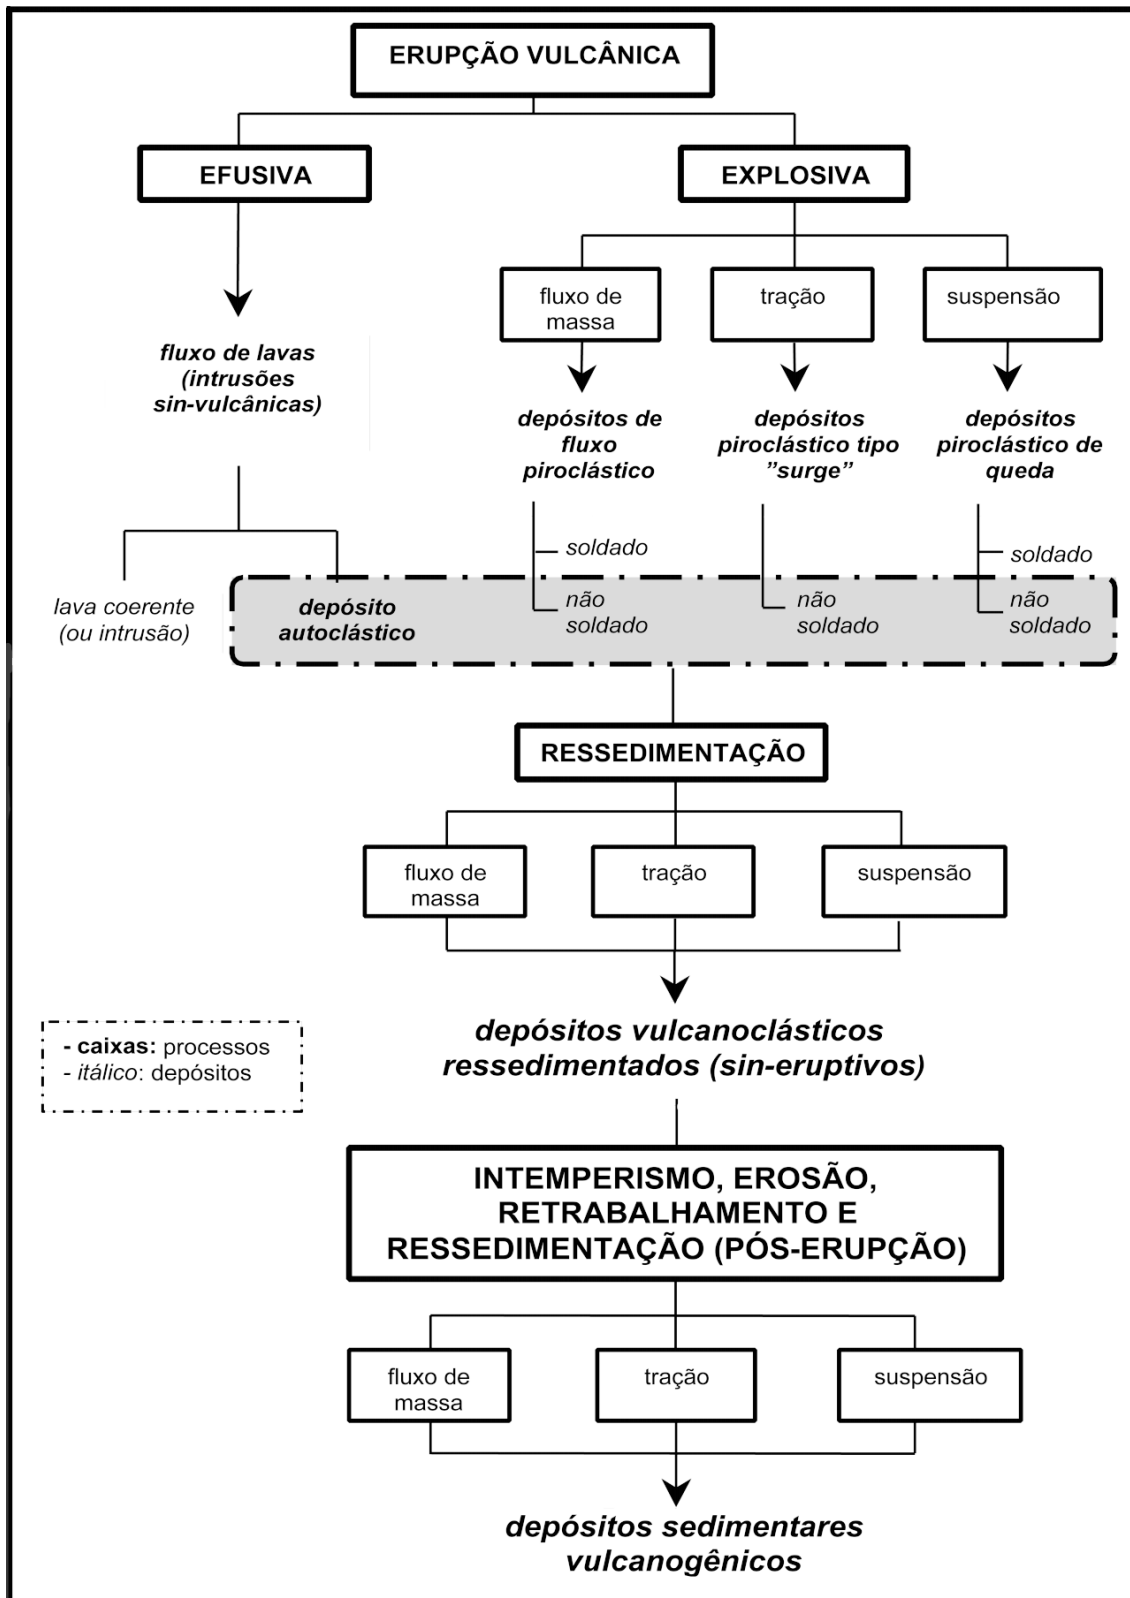 ERUPÇÃO VULCÂNICA
EFUSIVA
EXPLOSIVA
fluxo de
massa
tração
suspensão
fluxo de lavas
(intrusões
sin-vulcânicas)
depósitos de
fluxo
piroclástico
depósitos
piroclástico tipo
”surge”
depósitos
piroclástico de
queda
soldado
soldado
lava coerente
(ou intrusão)
depósito
autoclástico
não
soldado
não
soldado
não
soldado
RESSEDIMENTAÇÃO
fluxo de
massa
tração
suspensão
depósitos vulcanoclásticos
ressedimentados (sin-eruptivos)
- caixas: processos
- itálico: depósitos
INTEMPERISMO, EROSÃO,
RETRABALHAMENTO E
RESSEDIMENTAÇÃO (PÓS-ERUPÇÃO)
fluxo de
massa
tração
suspensão
depósitos sedimentares
vulcanogênicos